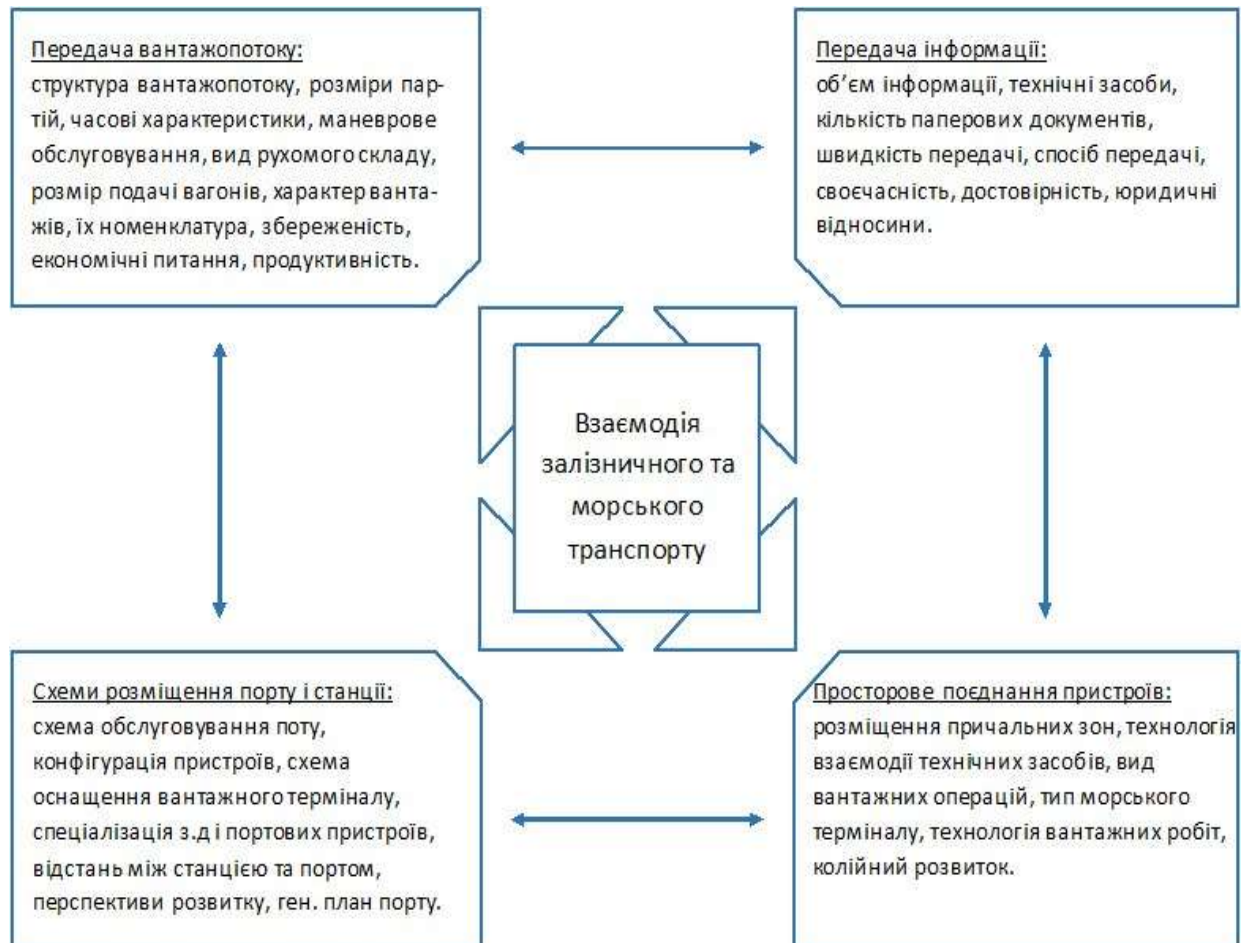 Передача вантажопотоку:
структура вантажопотоку, розміри пар-
тій, часові характеристики, маневрове
обслуговування, вид рухомого складу,
розмір подачі вагонів, характер ванта-
жів, їх номенклатура, збереженість,
економічні питання, продуктивність.
Передача інформації:
об’єм інформації, технічні засоби,
кількість паперових документів,
швидкість передачі, спосіб передачі,
своєчасність, достовірність, юридичні
відносини.
Взаємодія
залізничного та
морського
транспорту
Схеми розміщення порту і станції:
схема обслуговування поту,
конфігурація пристроїв, схема
оснащення вантажного терміналу,
спеціалізація з.д і портових пристроїв,
відстань між станцією та портом,
перспективи розвитку, ген. план порту.
Просторове поєднання пристроїв:
розміщення причальних зон, технологія
взаємодії технічних засобів, вид
вантажних операцій, тип морського
терміналу, технологія вантажних робіт,
колійний розвиток.